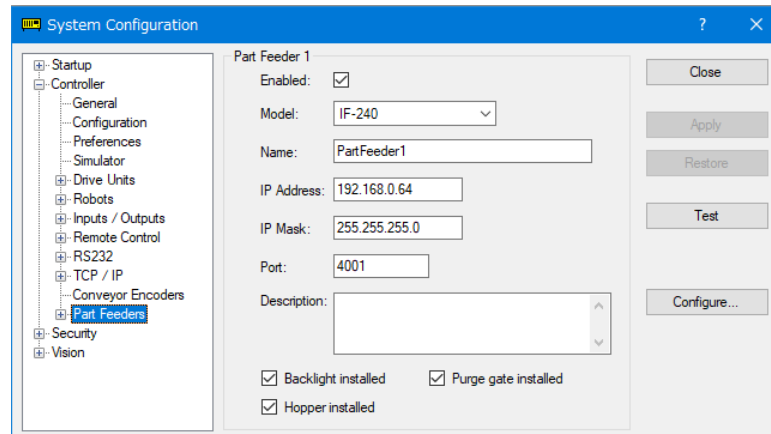 System Configuration
?
Startup
Controller
General
Configuration
Preferences
Simulator
Drive Units
Robots
Inputs / Outputs
Remote Control
RS232
TCP / IP
Conveyor Encoders
Part Feeders
Security
Vision
Part Feeder 1
Enabled:
Model: IF-240
Name: PartFeeder1
IP Address: 192.168.0.64
IP Mask: 255.255.255.0
Port: 4001
Description:
Backlight installed Purge gate installed
Hopper installed
Close
Apply
Restore
Test
Configure...